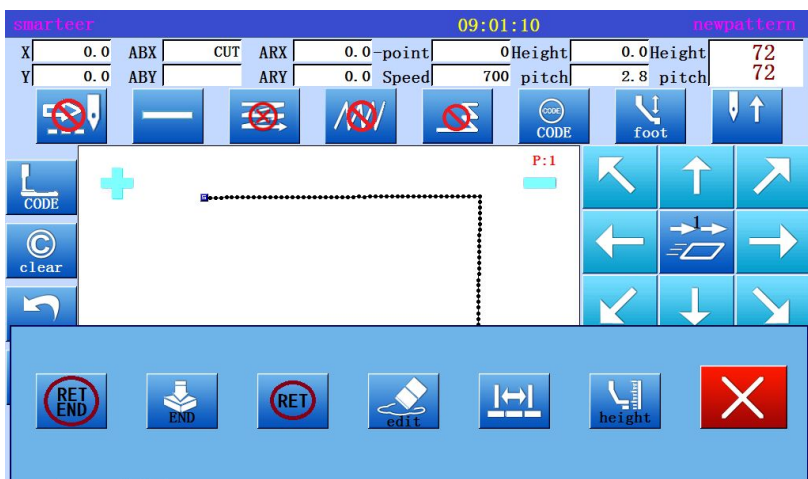 smarteer 09:01:10 newpattern
X 0.0 ABX CUT ARX 0.0 -point 0 Height 0.0 Height 72
Y 0.0 ABY ARY 0.0 Speed 700 pitch 2.8 pitch 72
CODE
CODE foot
P:1
CODE
1
C
clear
RET
END
END
RET
edit
height